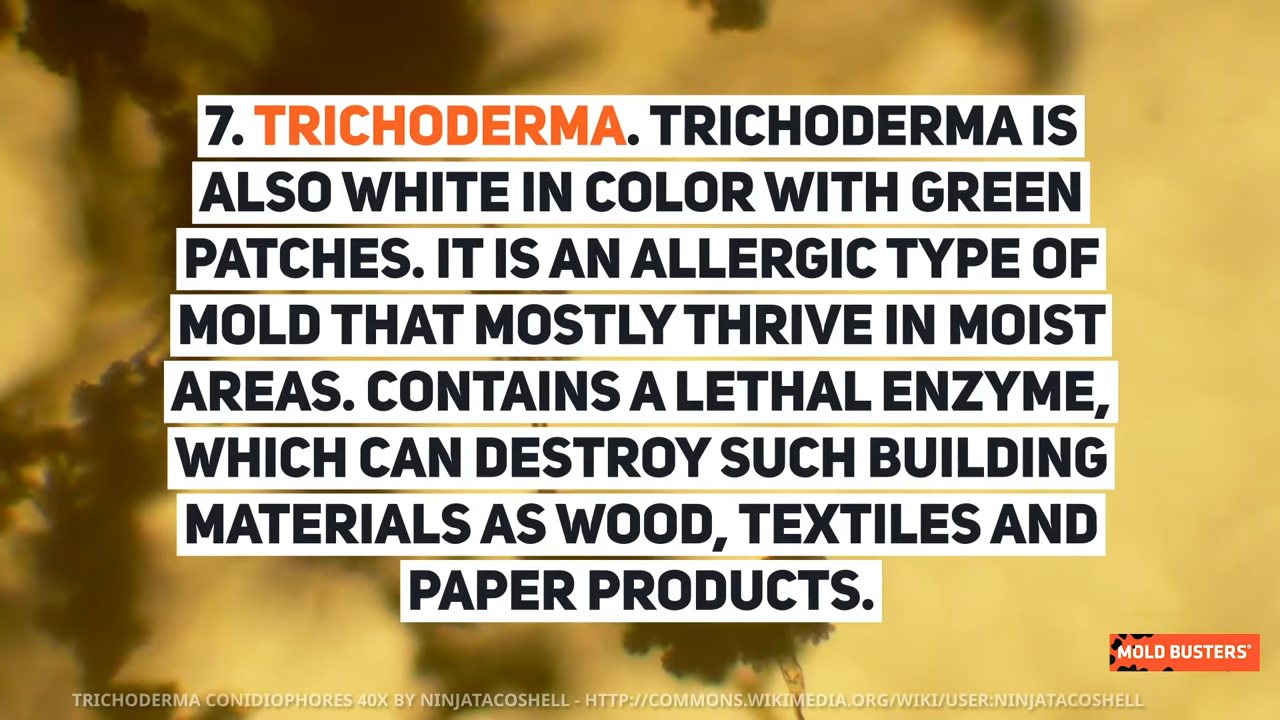 7. TRICHODERMA. TRICHODERMA IS
ALSO WHITE IN COLOR WITH GREEN
PATCHES. IT IS AN ALLERGIC TYPE OF
MOLD THAT MOSTLY THRIVE IN MOIST
AREAS. CONTAINS A LETHAL ENZYME,
WHICH CAN DESTROY SUCH BUILDING
MATERIALS AS WOOD, TEXTILES AND
PAPER PRODUCTS.
MOLD BUSTERS®
TRICHODERMA CONIDIOPHORES 40X BY NINJATACOSHELL - HTTP://COMMONS.WIKIMEDIA.ORG/WIKI/USER:NINJATACOSHELL